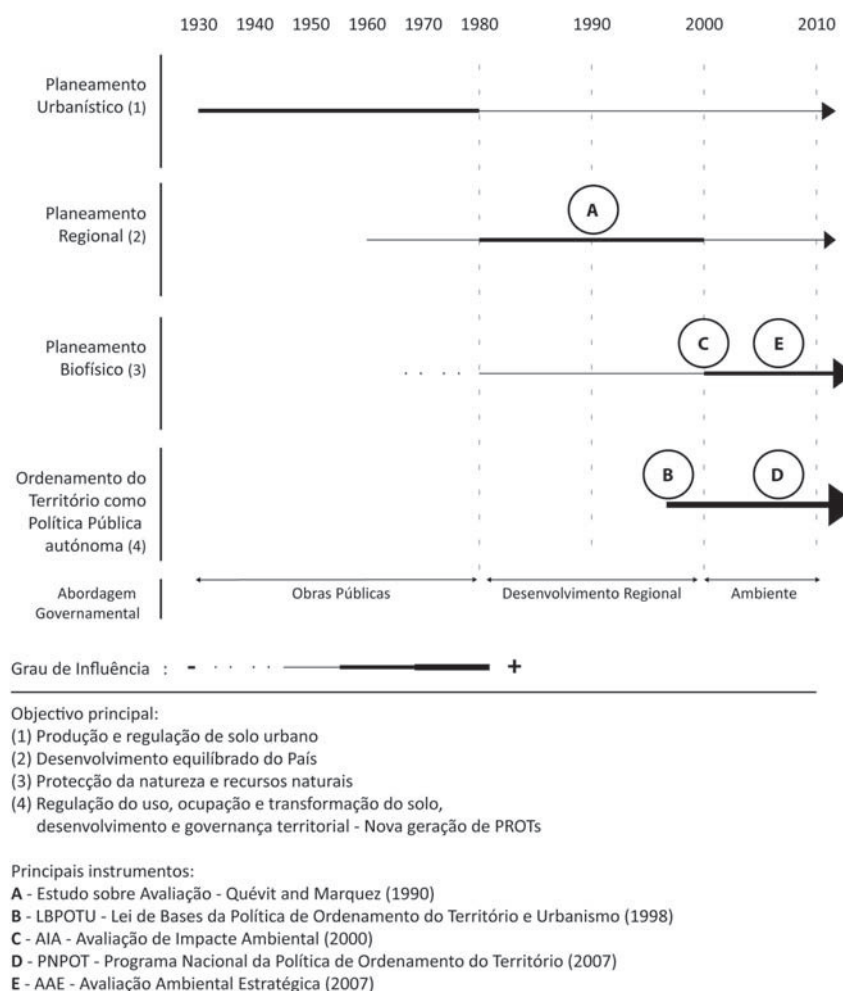 1930 1940 1950 1960 1970 1980 1990 2000 2010
Planeamento
Urbanístico (1)
Planeamento
Regional (2)
A
Planeamento
Biofísico (3)
C E
Ordenamento do
Território como
Política Pública
autónoma (4)
B D
Abordagem
Governamental
Obras Públicas Desenvolvimento Regional Ambiente
Grau de Influência : - +
Objectivo principal:
(1) Produção e regulação de solo urbano
(2) Desenvolvimento equilíbrado do País
(3) Protecção da natureza e recursos naturais
(4) Regulação do uso, ocupação e transformação do solo,
desenvolvimento e governança territorial - Nova geração de PROTs
Principais instrumentos:
A - Estudo sobre Avaliação - Quévit and Marquez (1990)
B - LBPOTU - Lei de Bases da Política de Ordenamento do Território e Urbanismo (1998)
C - AIA - Avaliação de Impacte Ambiental (2000)
D - PNPOT - Programa Nacional da Política de Ordenamento do Território (2007)
E - AAE - Avaliação Ambiental Estratégica (2007)